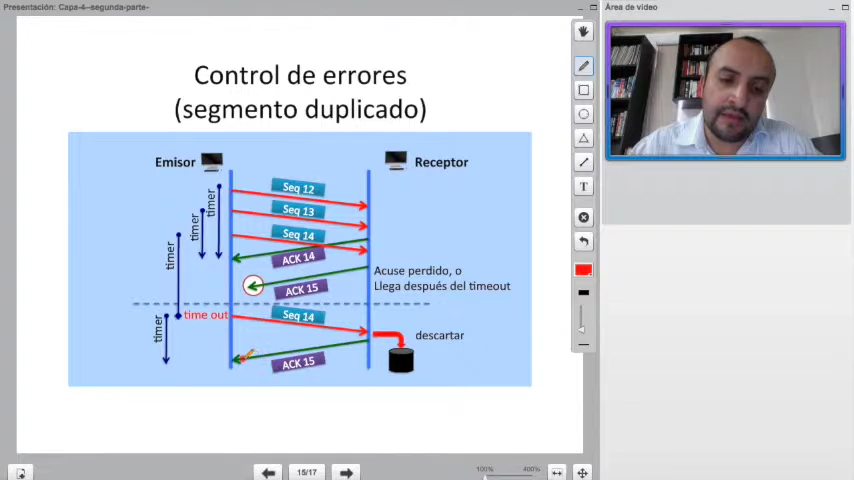 Presentación: Capa-4--segunda-parte-
Área de video
Control de errores
(segmento duplicado)
Emisor
Receptor
timer
timer
timer
Seq 12
Seq 13
Seq 14
ACK 14
Acuse perdido, o
Llega después del timeout
ACK 15
time out
Seq 14
timer
descartar
ACK 15
T
15/17
100%
400%